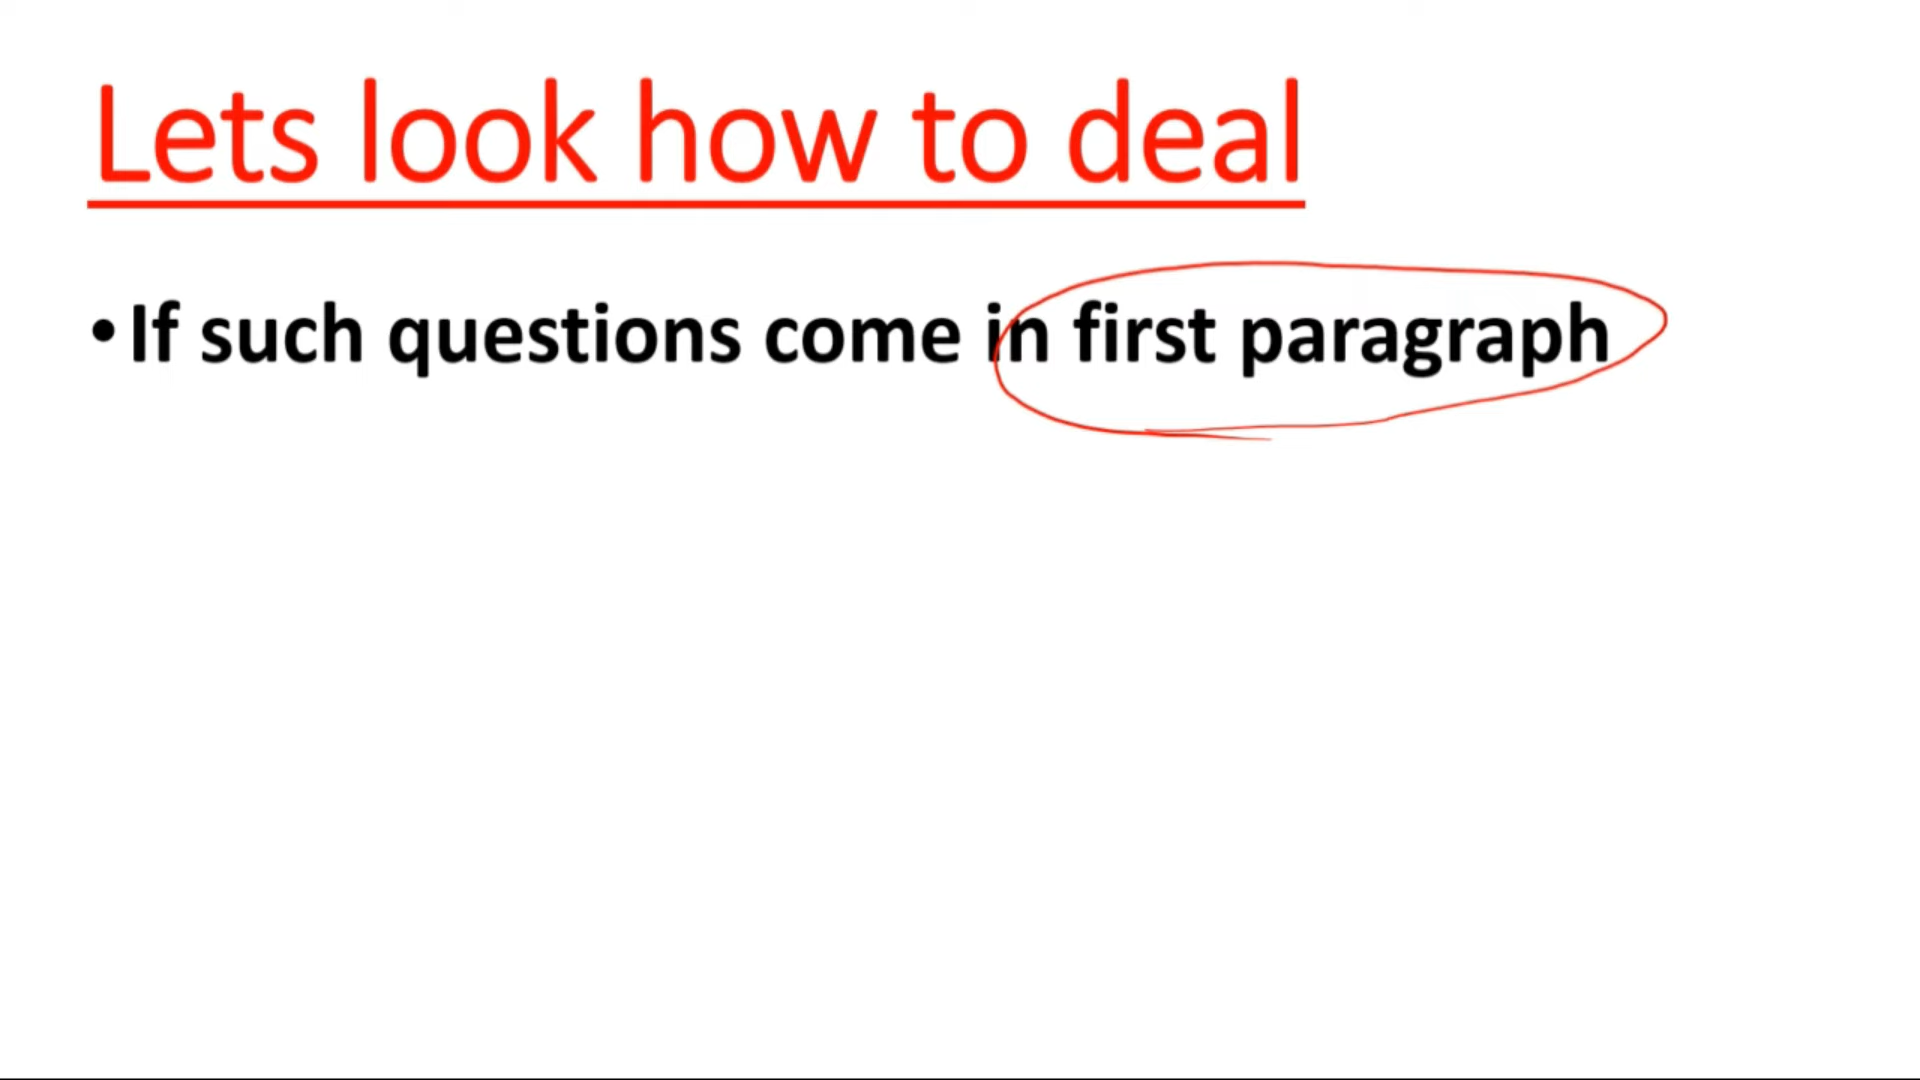 Lets look how to deal
•If such questions come in first paragraph